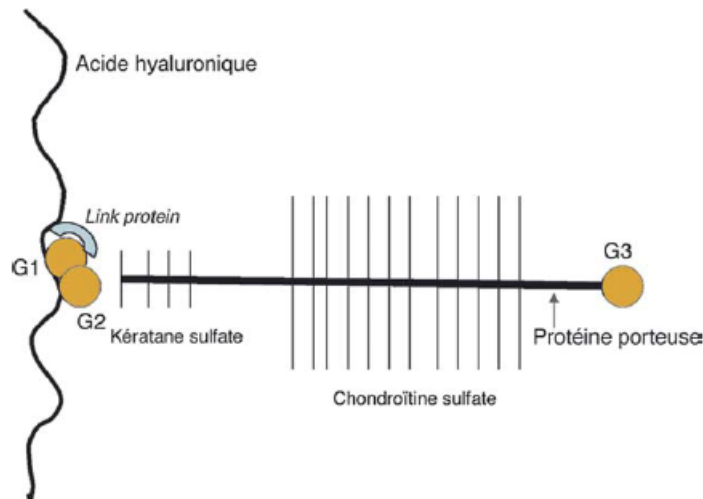 Acide hyaluronique
Link protein
G1
G3
G2
Kératane sulfate
Protéine porteuse
Chondroïtine sulfate